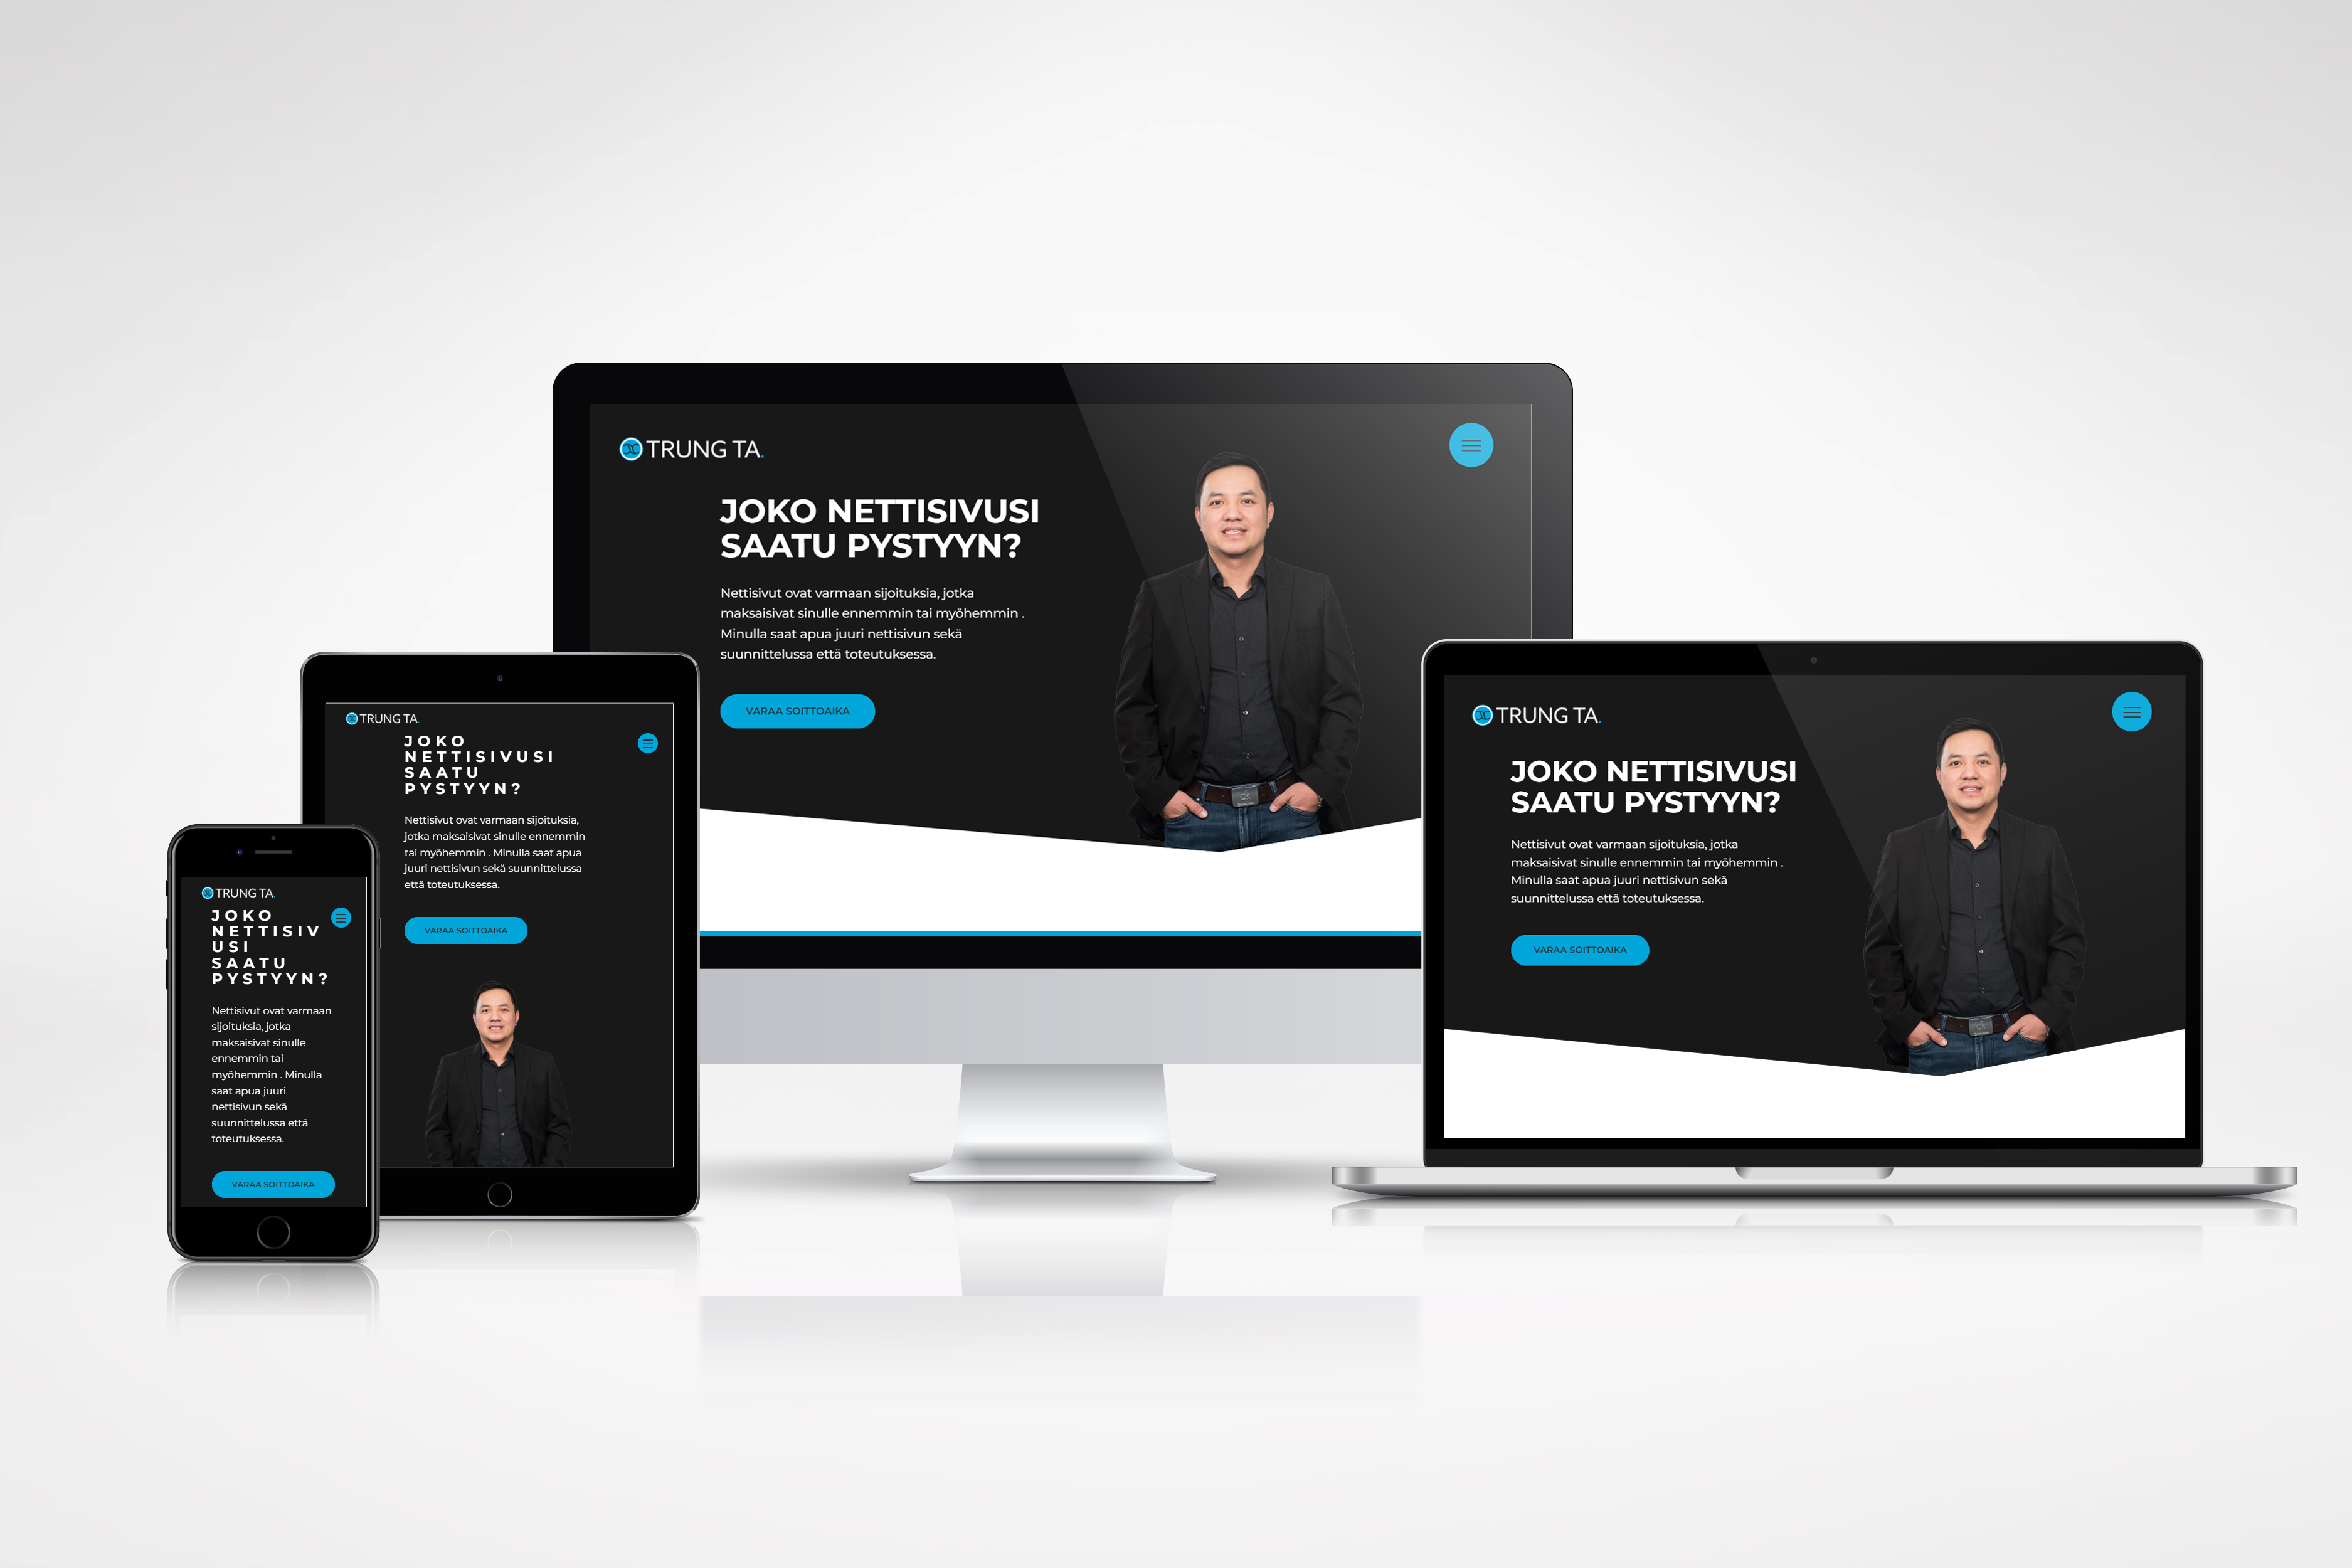 TRUNG TA.
JOKO NETTISIVUSI
SAATU PYSTYYN?
Nettisivut ovat varmaan sijoituksia, jotka
maksaisivat sinulle ennemmin tai myöhemmin .
Minulla saat apua juuri nettisivun sekä
suunnittelussa että toteutuksessa.
VARAA SOITTOAIKA
TRUNG TA.
JOKO
NETTISIVUSI
SAATU
PYSTYYN?
Nettisivut ovat varmaan sijoituksia,
jotka maksaisivat sinulle ennemmin
tai myöhemmin . Minulla saat apua
juuri nettisivun sekä suunnittelussa
että toteutuksessa.
VARAA SOITTOAIKA
TRUNG TA.
JOKO
NETTISIV
USI
SAATU
PYSTYYN?
Nettisivut ovat varmaan
sijoituksia, jotka
maksaisivat sinulle
ennemmin tai
myöhemmin . Minulla
saat apua juuri
nettisivun sekä
suunnittelussa että
toteutuksessa.
VARAA SOITTOAIKA
TRUNG TA.
JOKO NETTISIVUSI
SAATU PYSTYYN?
Nettisivut ovat varmaan sijoituksia, jotka
maksaisivat sinulle ennemmin tai myöhemmin .
Minulla saat apua juuri nettisivun sekä
suunnittelussa että toteutuksessa.
VARAA SOITTOAIKA